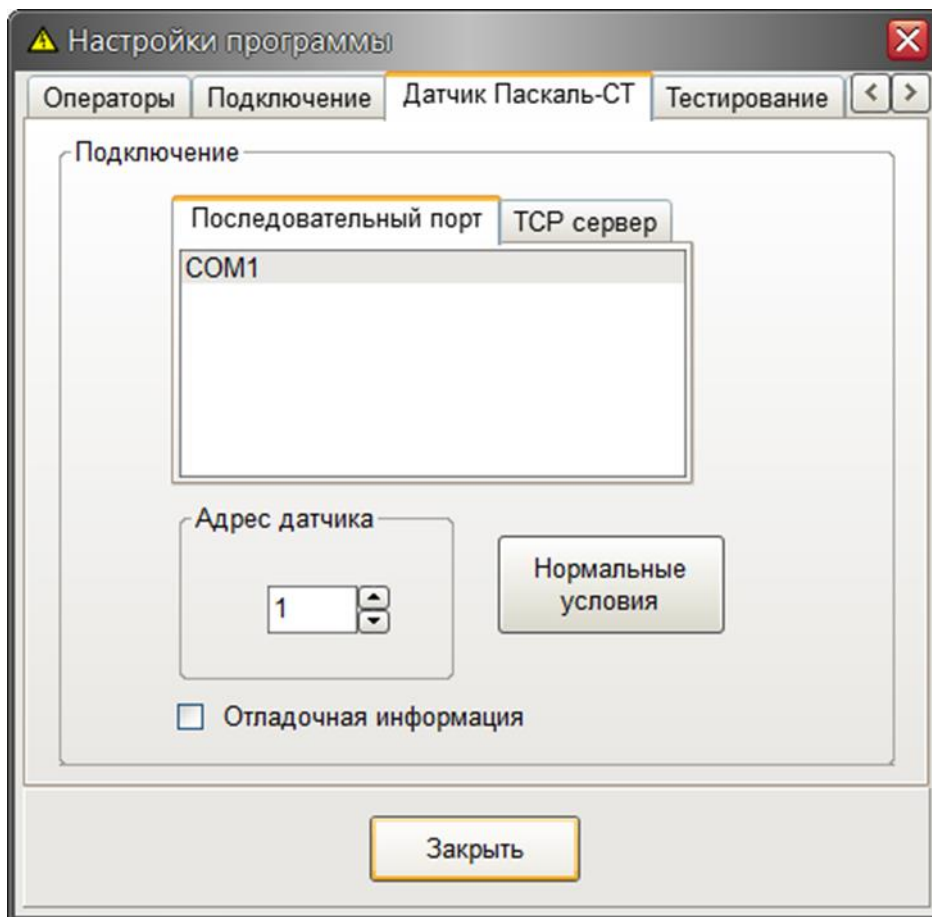 Настройки программы
Операторы Подключение Датчик Паскаль-СТ Тестирование
Подключение
Последовательный порт TCP сервер
COM1
Адрес датчика
1
Нормальные
условия
Отладочная информация
Закрыть